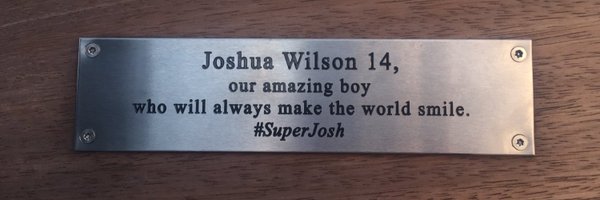 Joshua Wilson 14,
our amazing boy
who will always make the world smile.
#SuperJosh